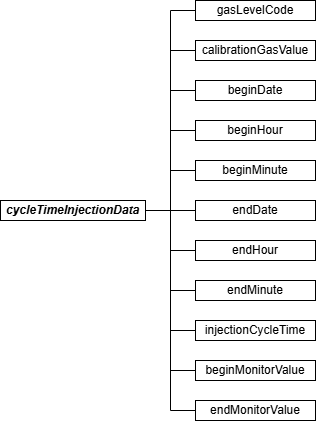 gasLevelCode
calibrationGasValue
beginDate
beginHour
beginMinute
cycleTimeInjectionData
endDate
endHour
endMinute
injectionCycleTime
beginMonitorValue
endMonitorValue